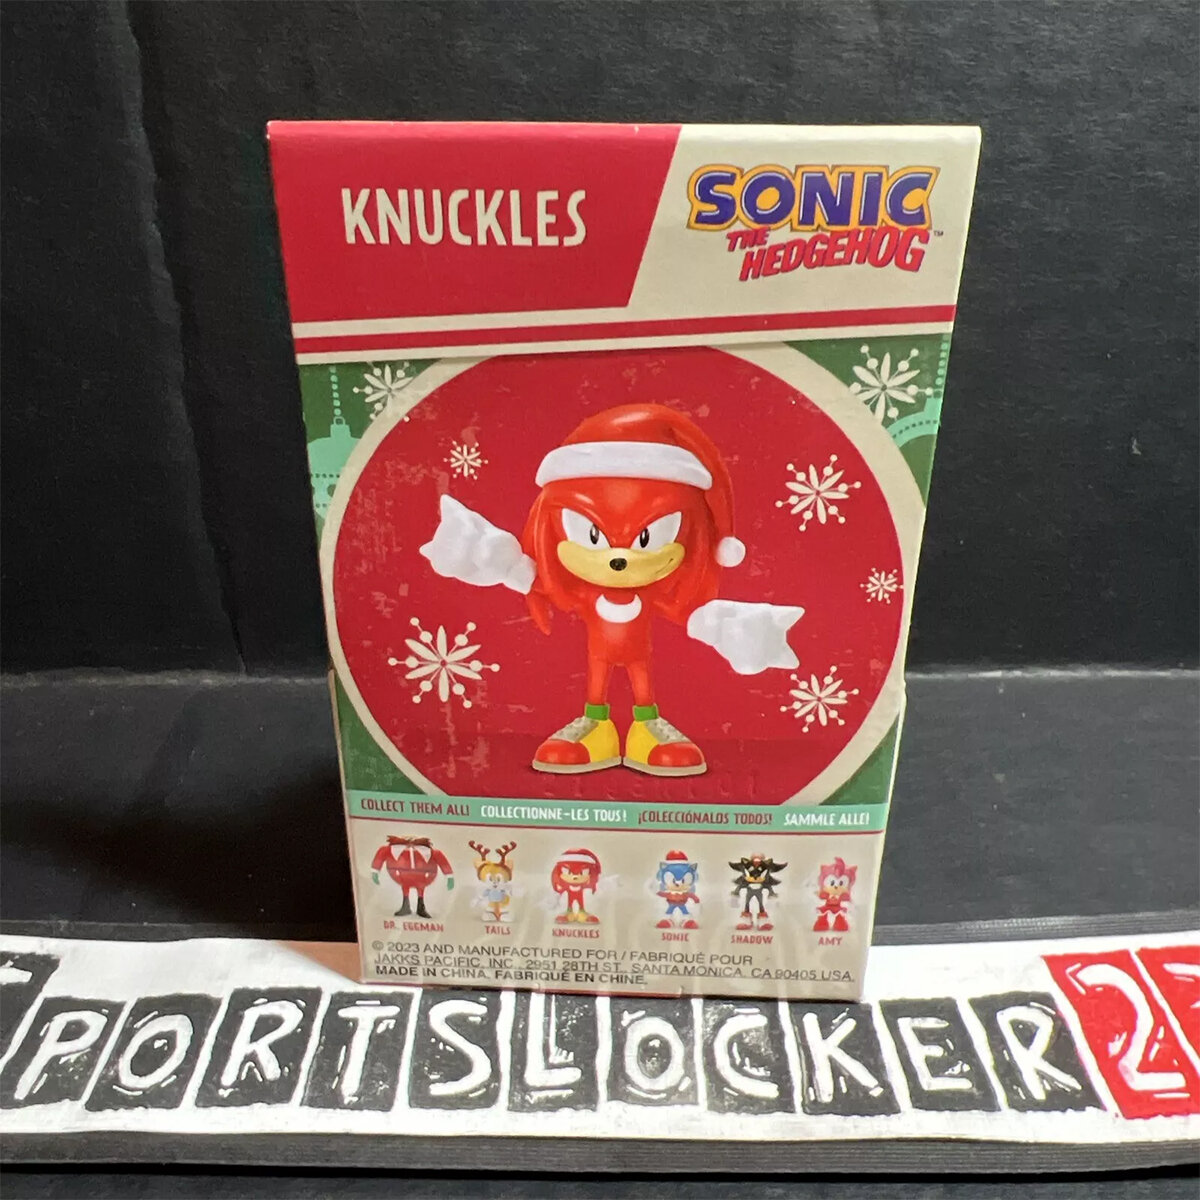 KNUCKLES
SONIC
THE
HEDGEHOG™
COLLECT THEM ALL! COLLECTIONNE-LES TOUS! ¡COLECCIÓNALOS TODOS! SAMMLE ALLE!
DR. EGGMAN TAILS KNUCKLES SONIC SHADOW AMY
© 2023 AND MANUFACTURED FOR / FABRIQUÉ POUR
JAKKS PACIFIC, INC., 2951 28TH ST., SANTA MONICA, CA 90405 USA.
MADE IN CHINA. FABRIQUÉ EN CHINE.
PORTSLOCKER2